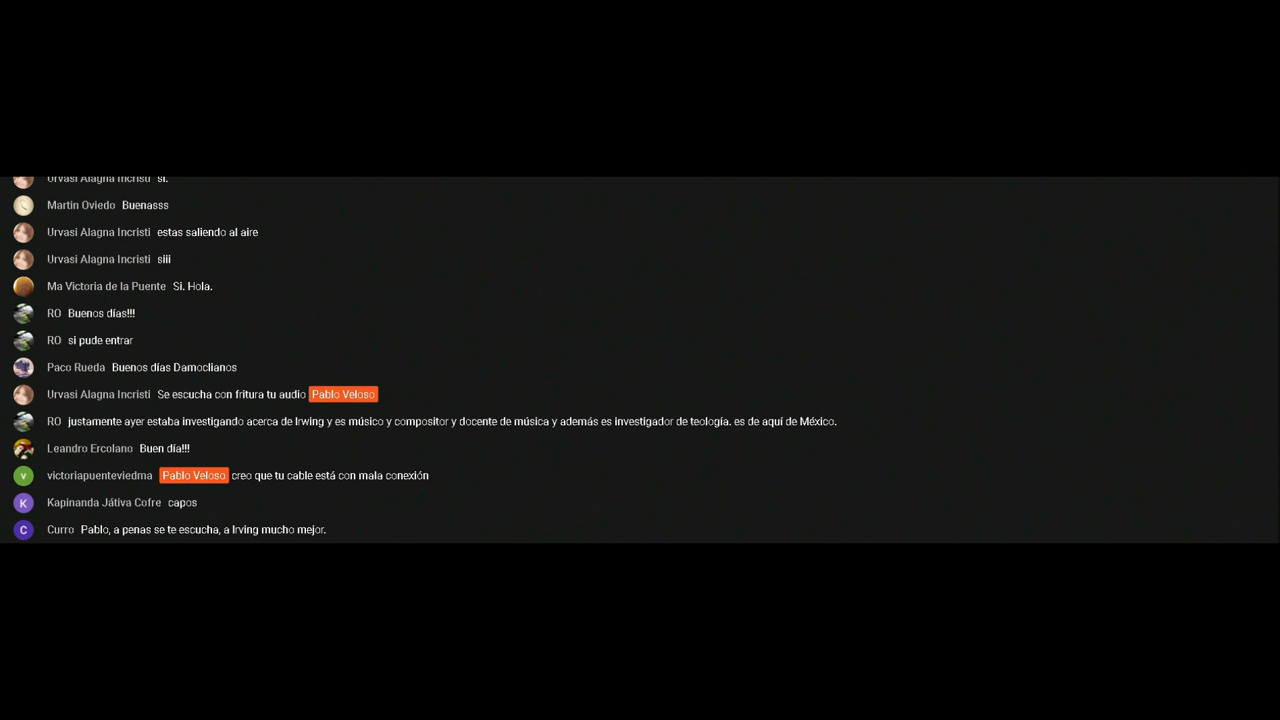 Urvasi Alagna Incristi si.
Martin Oviedo Buenasss
Urvasi Alagna Incristi estas saliendo al aire
Urvasi Alagna Incristi siii
Ma Victoria de la Puente Si. Hola.
RO Buenos días!!!
RO si pude entrar
Paco Rueda Buenos días Damoclianos
Urvasi Alagna Incristi Se escucha con fritura tu audio Pablo Veloso
RO justamente ayer estaba investigando acerca de Irwing y es músico y compositor y docente de música y además es investigador de teología. es de aquí de México.
Leandro Ercolano Buen día!!!
v victoriapuenteviedma Pablo Veloso creo que tu cable está con mala conexión
K Kapinanda Játiva Cofre capos
C Curro Pablo, a penas se te escucha, a Irving mucho mejor.